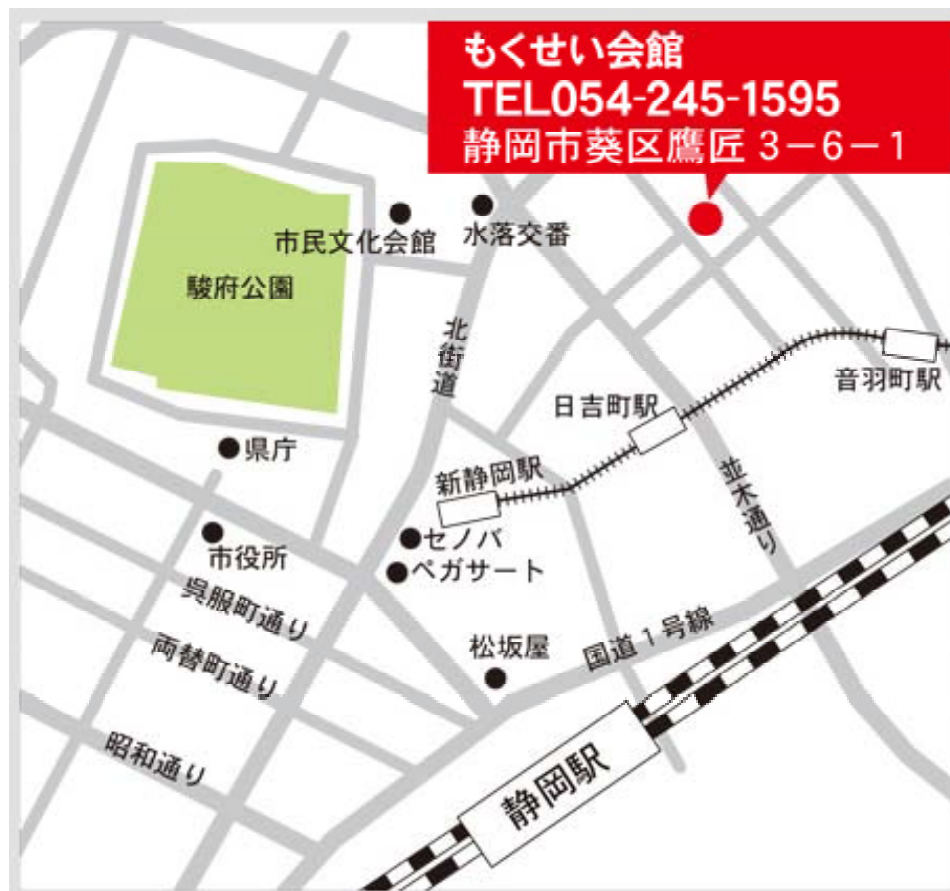 もくせい会館
TEL054-245-1595
静岡市葵区鷹匠 3－6－1
市民文化会館
水落交番
駿府公園
北街道
音羽町駅
日吉町駅
県庁
新静岡駅
並木通り
セノバ
市役所
ペガサート
呉服町通り
国道1号線
松坂屋
両替町通り
昭和通り
静岡駅